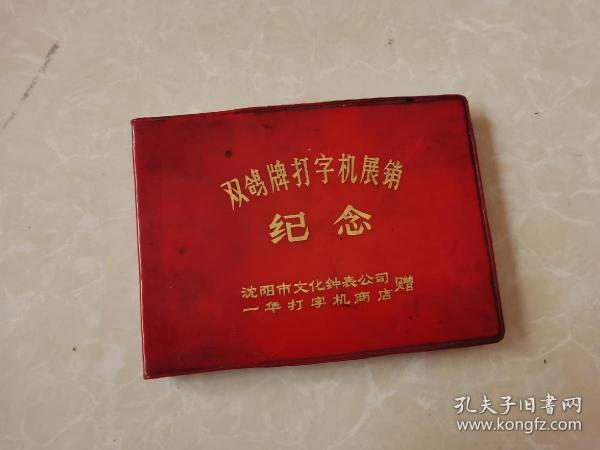 双鸽牌打字机展销
纪念
沈阳市文化钟表公司
一华打字机商店 赠
孔夫子旧书网
www.kongfz.com